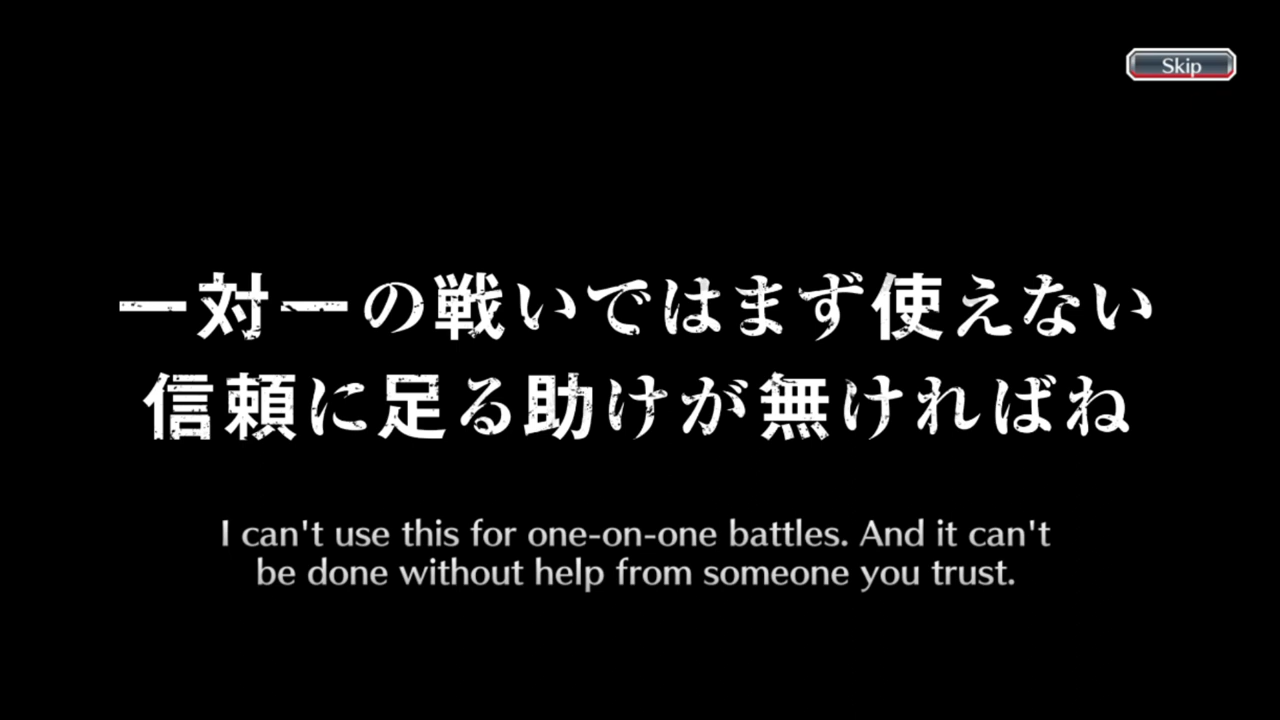 Skip
一対一の戦いではまず使えない
信頼に足る助けが無ければね
I can't use this for one-on-one battles. And it can't
be done without help from someone you trust.